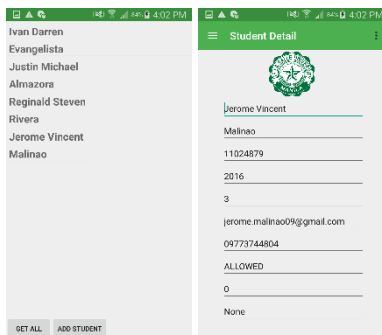 4:02 PM
Ivan Darren
Evangelista
Justin Michael
Almazora
Reginald Steven
Rivera
Jerome Vincent
Malinao
GET ALL
ADD STUDENT
84% 4:02 PM
Student Detail
Jerome Vincent
Malinao
11024879
2016
3
jerome.malinao09@gmail.com
09773744804
ALLOWED
0
None